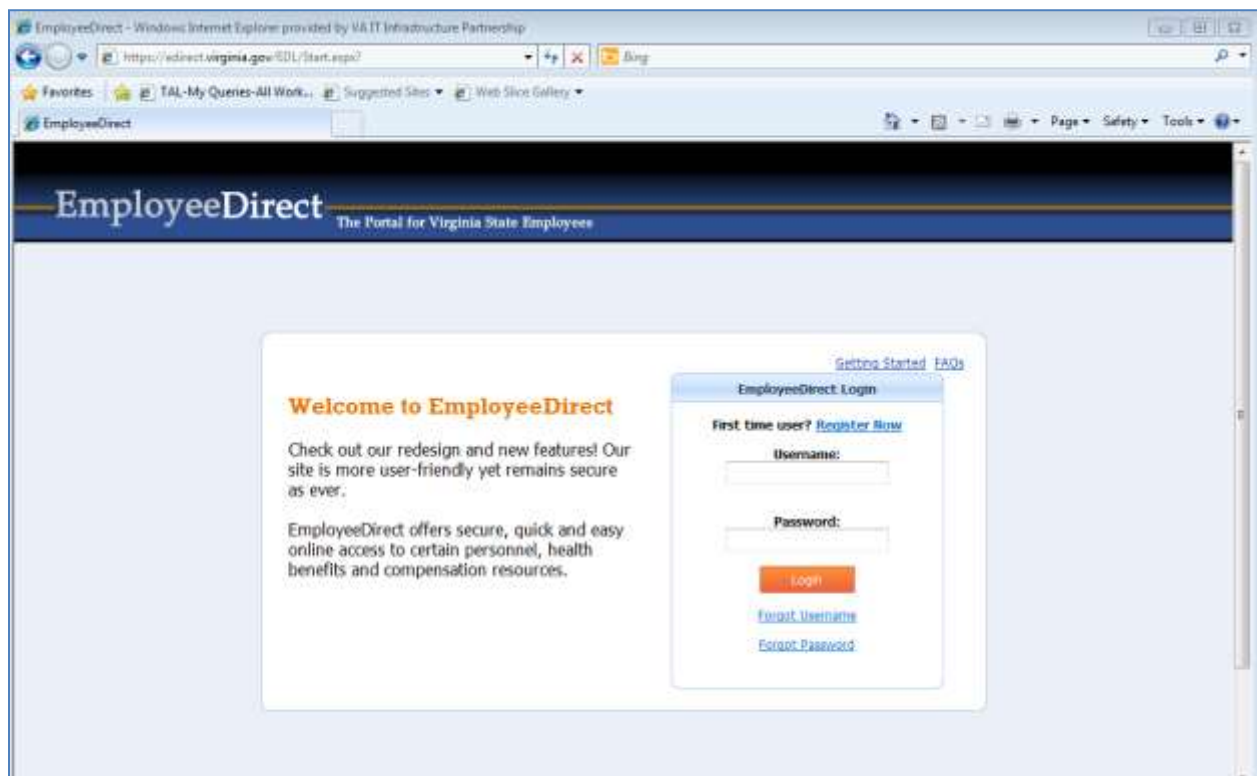 EmployeeDirect - Windows Internet Explorer provided by VA IT Infrastructure Partnership
https://edirect.virginia.gov/EDL/Start.aspx?
Bing
Favorites TAL-My Queries-All Work... Suggested Sites Web Slice Gallery
EmployeeDirect
Page Safety Tools
EmployeeDirect The Portal for Virginia State Employees
Getting Started FAQs
EmployeeDirect Login
Welcome to EmployeeDirect
First time user? Register Now
Check out our redesign and new features! Our
site is more user-friendly yet remains secure
as ever.
Username:
EmployeeDirect offers secure, quick and easy
online access to certain personnel, health
benefits and compensation resources.
Password:
Login
Forgot Username
Forgot Password